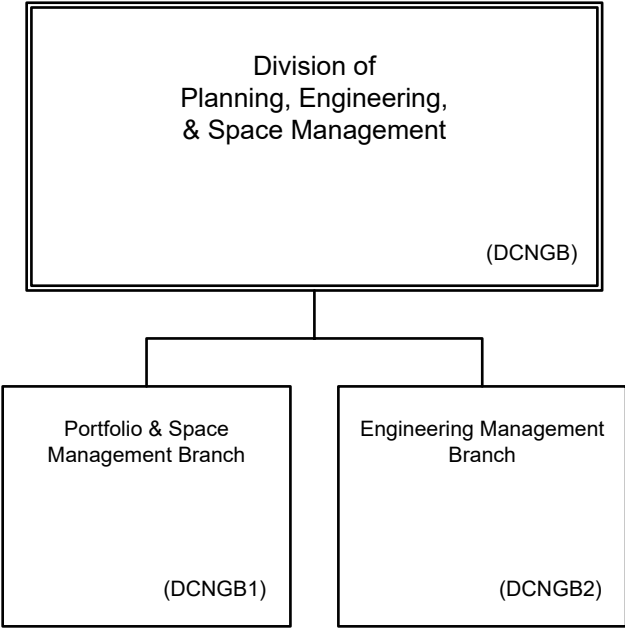 Division of
Planning, Engineering,
& Space Management
(DCNGB)
Portfolio & Space
Management Branch
(DCNGB1)
Engineering Management
Branch
(DCNGB2)